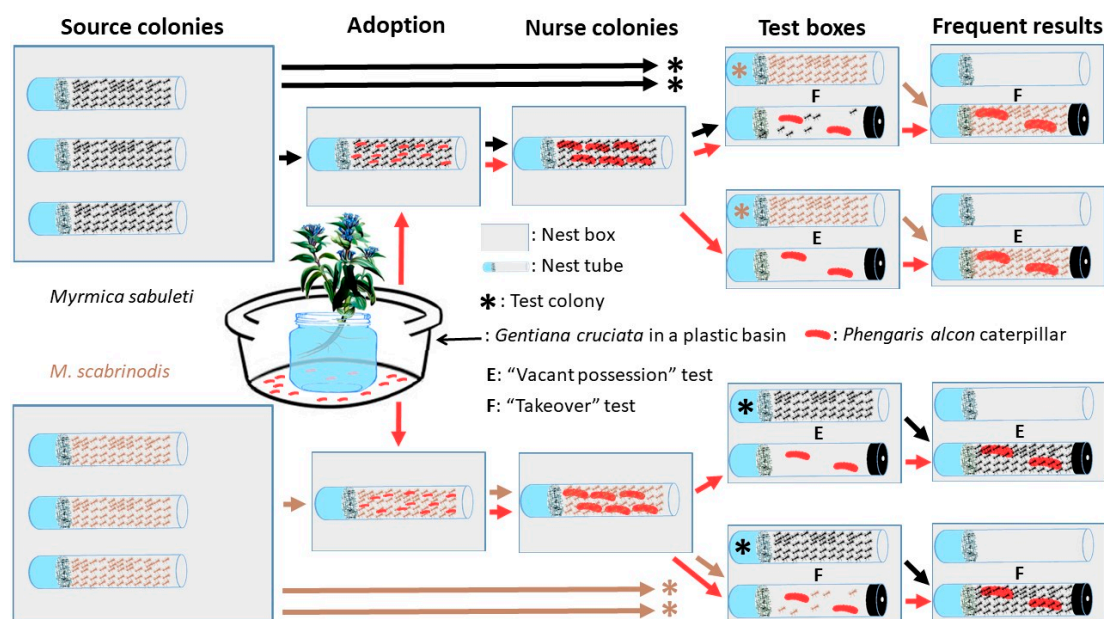 Source colonies
Adoption
Nurse colonies
Test boxes
Frequent results
*
*
*
F
F
*
E
E
: Nest box
: Nest tube
Myrmica sabuleti
* : Test colony
: Gentiana cruciata in a plastic basin
: Phengaris alcon caterpillar
M. scabrinodis
E: “Vacant possession” test
F: “Takeover” test
*
E
E
*
F
F
*
*